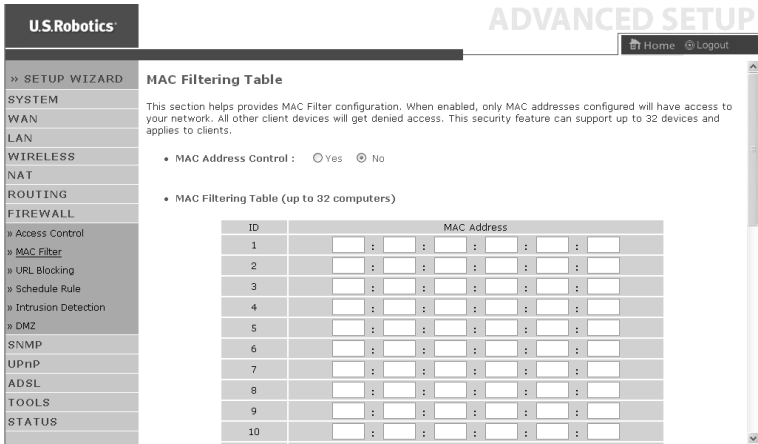 U.S.Robotics
ADVANCED SETUP
Home Logout
» SETUP WIZARD
SYSTEM
WAN
LAN
WIRELESS
NAT
ROUTING
FIREWALL
» Access Control
» MAC Filter
» URL Blocking
» Schedule Rule
» Intrusion Detection
» DMZ
SNMP
UPnP
ADSL
TOOLS
STATUS
MAC Filtering Table
This section helps provides MAC Filter configuration. When enabled, only MAC addresses configured will have access to
your network. All other client devices will get denied access. This security feature can support up to 32 devices and
applies to clients.
• MAC Address Control : Yes No
• MAC Filtering Table (up to 32 computers)
ID MAC Address
1 : : : : :
2 : : : : :
3 : : : : :
4 : : : : :
5 : : : : :
6 : : : : :
7 : : : : :
8 : : : : :
9 : : : : :
10 : : : : :